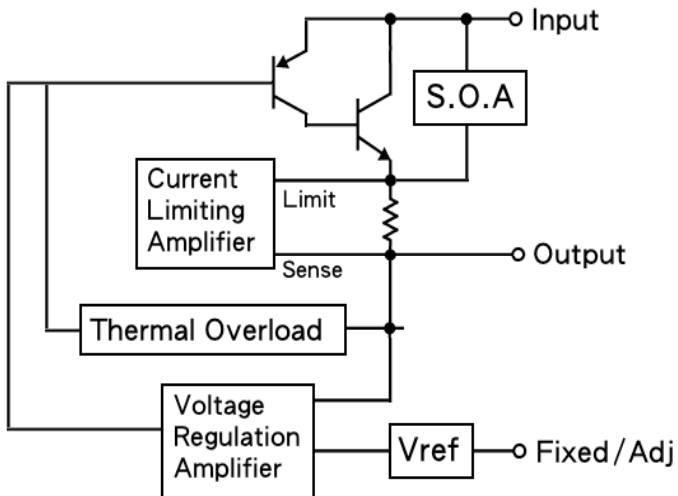 Input
S.O.A
Current
Limiting
Amplifier
Limit
Sense
Output
Thermal Overload
Voltage
Regulation
Amplifier
Vref
Fixed/Adj